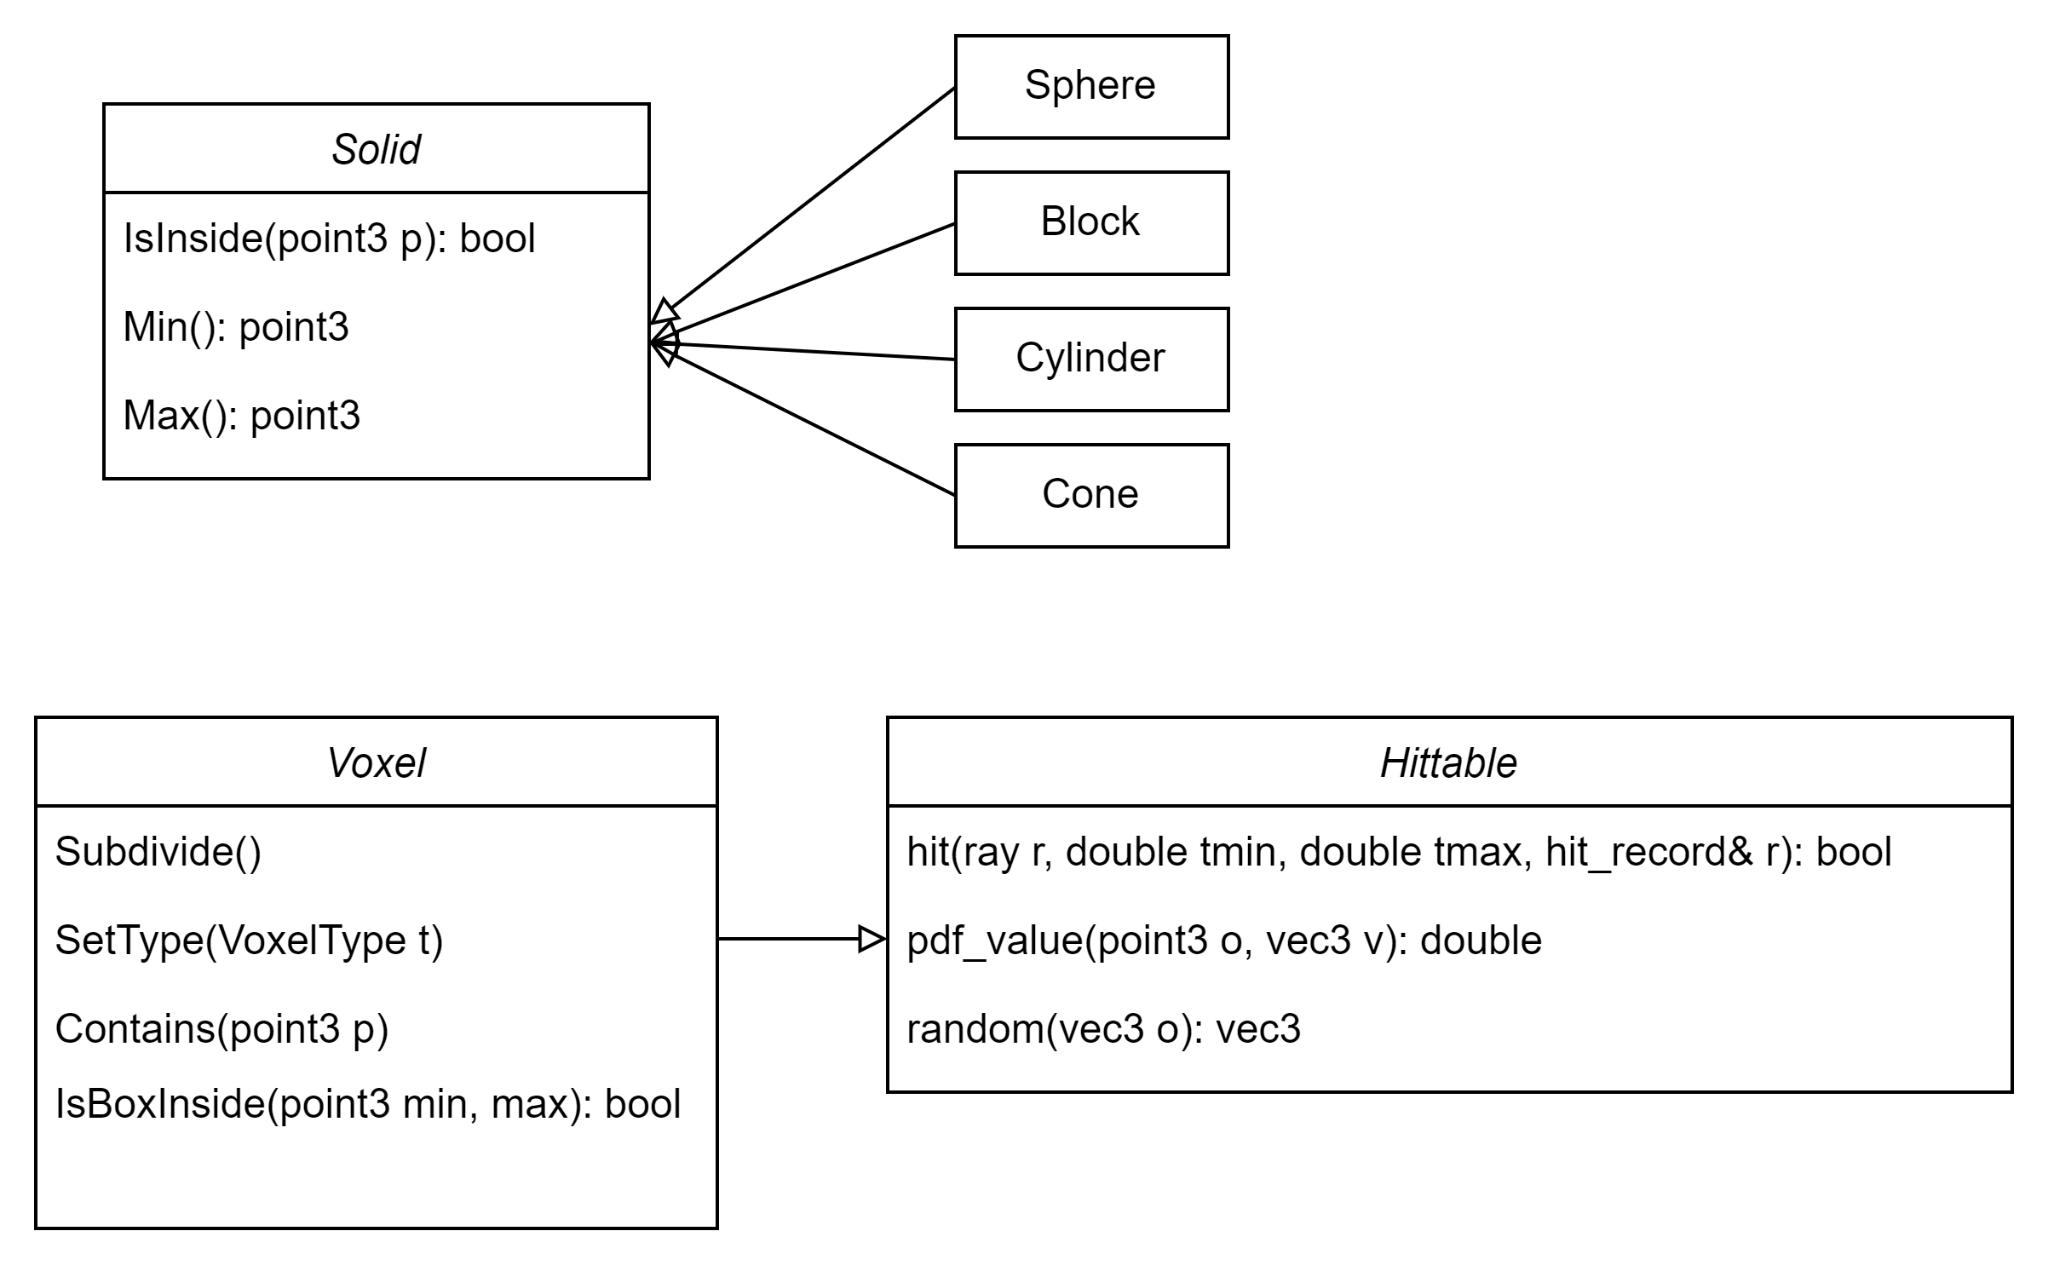 Solid
IsInside(point3 p): bool
Min(): point3
Max(): point3
Sphere
Block
Cylinder
Cone
Voxel
Subdivide()
SetType(VoxelType t)
Contains(point3 p)
IsBoxInside(point3 min, max): bool
Hittable
hit(ray r, double tmin, double tmax, hit_record& r): bool
pdf_value(point3 o, vec3 v): double
random(vec3 o): vec3